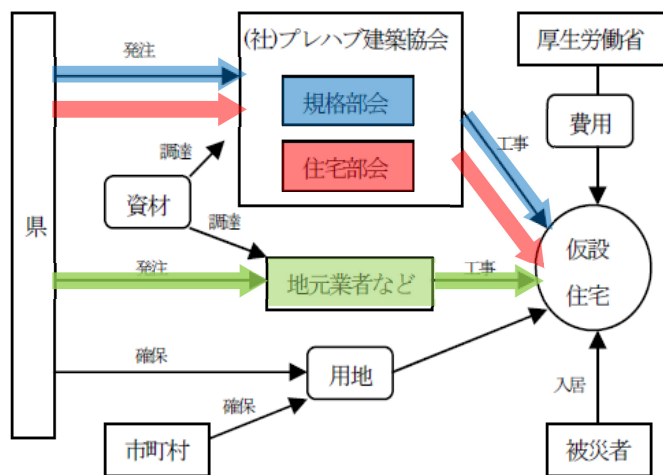 (社)プレハブ建築協会
厚生労働省
発注
規格部会
費用
工事
住宅部会
調達
資材
県
調達
仮設
住宅
発注
地元業者など
工事
確保
用地
入居
確保
市町村
被災者